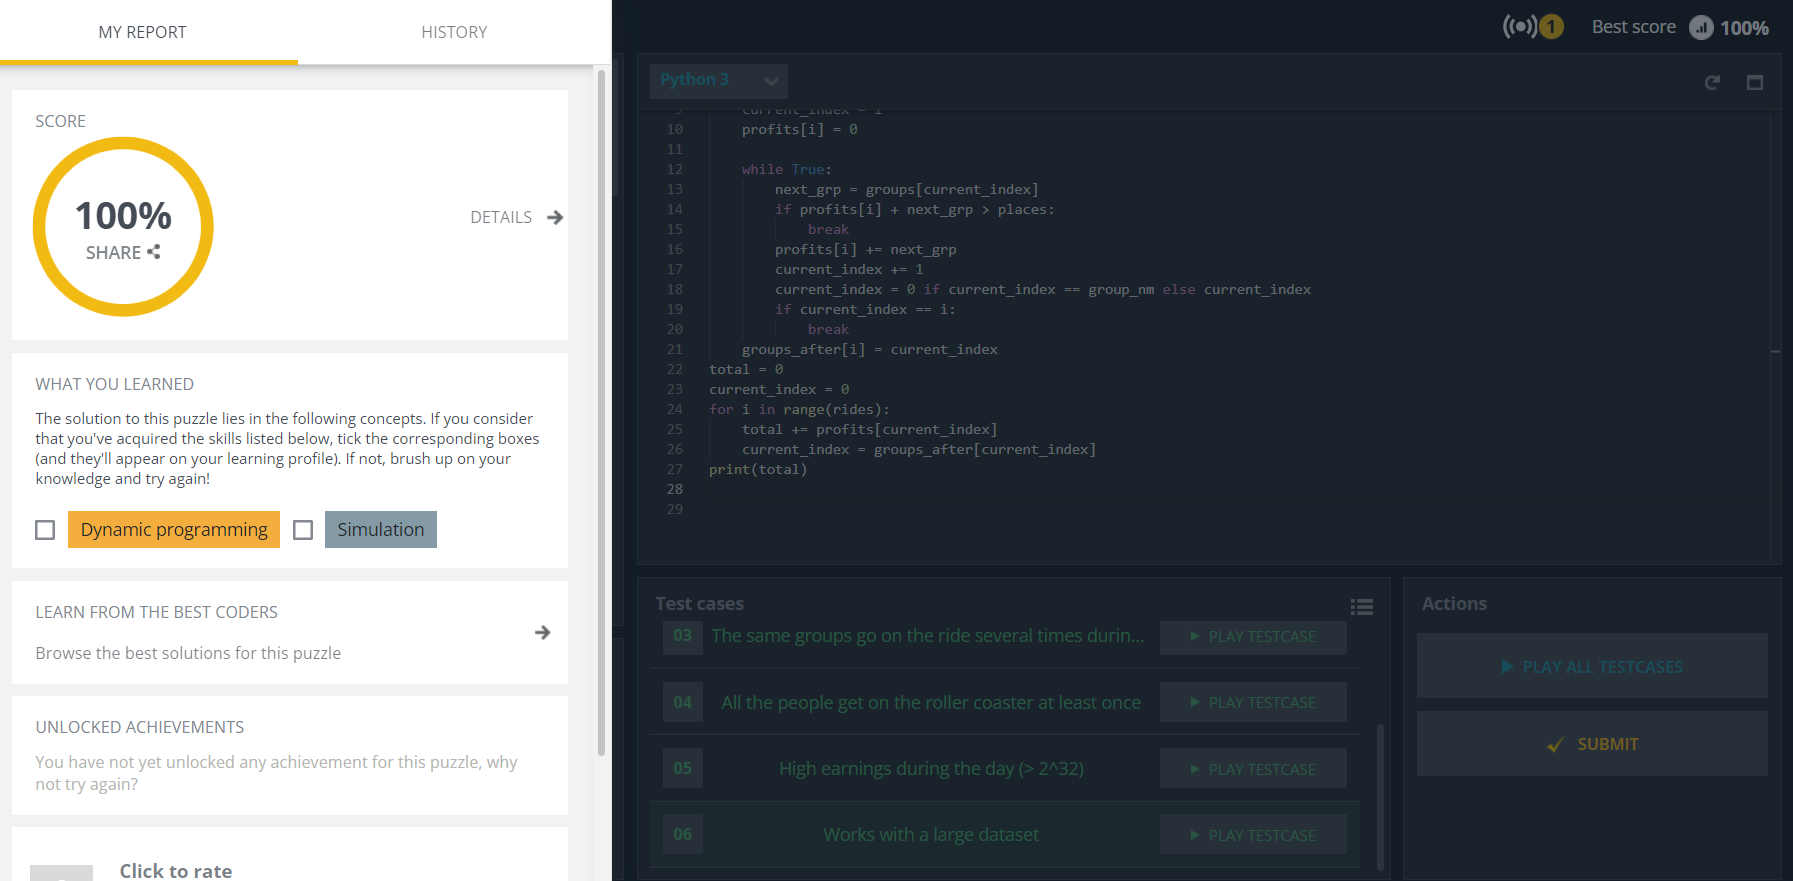 MY REPORT
HISTORY
SCORE
100%
SHARE
DETAILS
WHAT YOU LEARNED
The solution to this puzzle lies in the following concepts. If you consider
that you've acquired the skills listed below, tick the corresponding boxes
(and they'll appear on your learning profile). If not, brush up on your
knowledge and try again!
Dynamic programming
Simulation
LEARN FROM THE BEST CODERS
Browse the best solutions for this puzzle
UNLOCKED ACHIEVEMENTS
You have not yet unlocked any achievement for this puzzle, why
not try again?
Click to rate
1
Best score
100%
Python 3
9 current_index = i
10 profits[i] = 0
11
12 while True:
13 next_grp = groups[current_index]
14 if profits[i] + next_grp > places:
15 break
16 profits[i] += next_grp
17 current_index += 1
18 current_index = 0 if current_index == group_nm else current_index
19 if current_index == i:
20 break
21 groups_after[i] = current_index
22 total = 0
23 current_index = 0
24 for i in range(rides):
25 total += profits[current_index]
26 current_index = groups_after[current_index]
27 print(total)
28
29
Test cases
03 The same groups go on the ride several times durin... PLAY TESTCASE
04 All the people get on the roller coaster at least once PLAY TESTCASE
05 High earnings during the day (> 2^32) PLAY TESTCASE
06 Works with a large dataset PLAY TESTCASE
Actions
PLAY ALL TESTCASES
SUBMIT